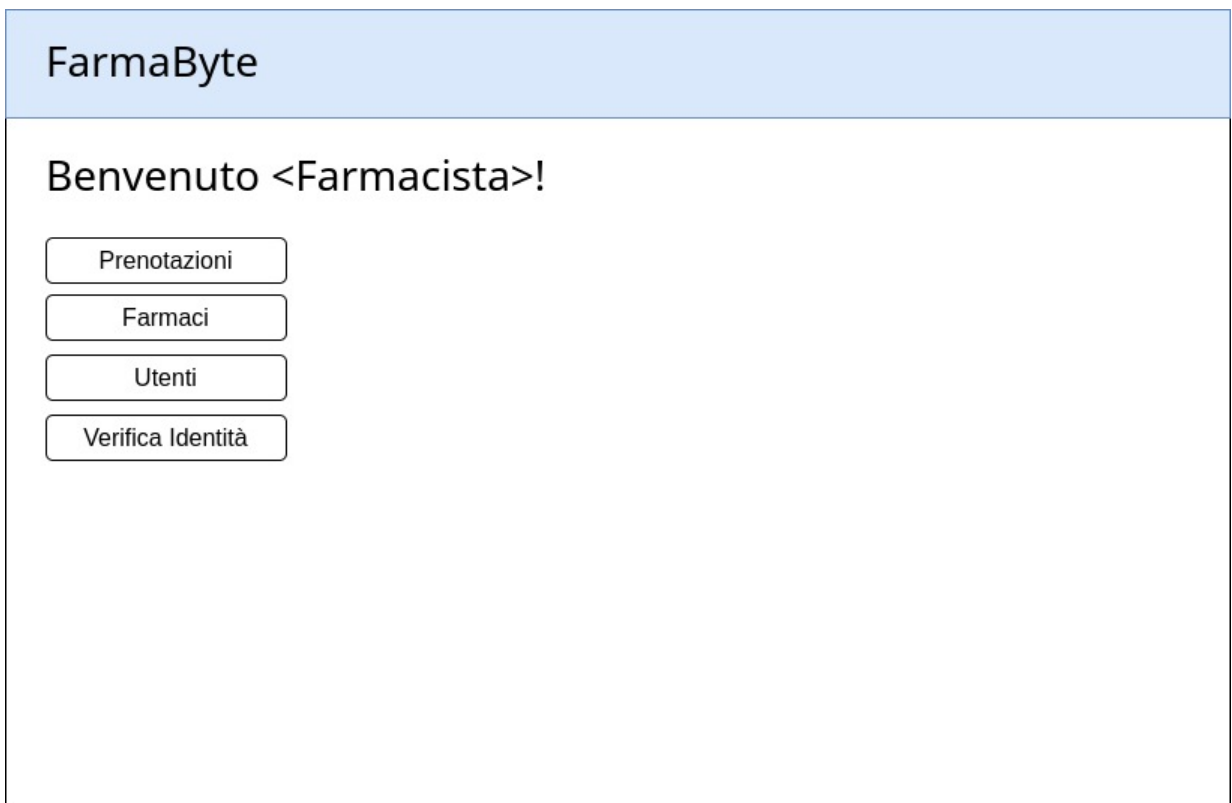 FarmaByte
Benvenuto <Farmacista>!
Prenotazioni
Farmaci
Utenti
Verifica Identità